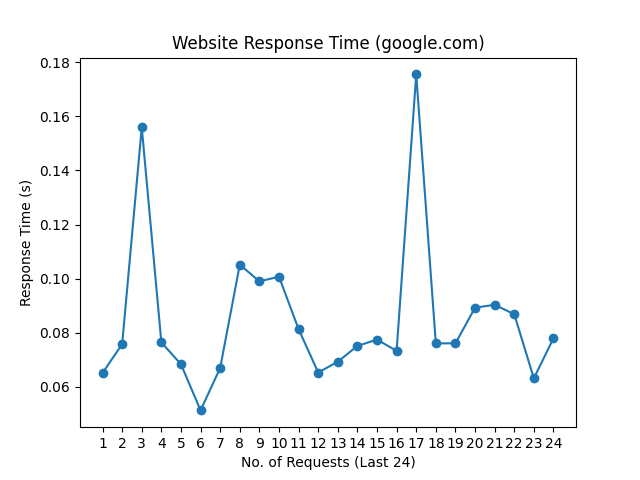 Website Response Time (google.com)
0.18
0.16
0.14
0.12
0.10
0.08
0.06
Response Time (s)
1 2 3 4 5 6 7 8 9 10 11 12 13 14 15 16 17 18 19 20 21 22 23 24
No. of Requests (Last 24)